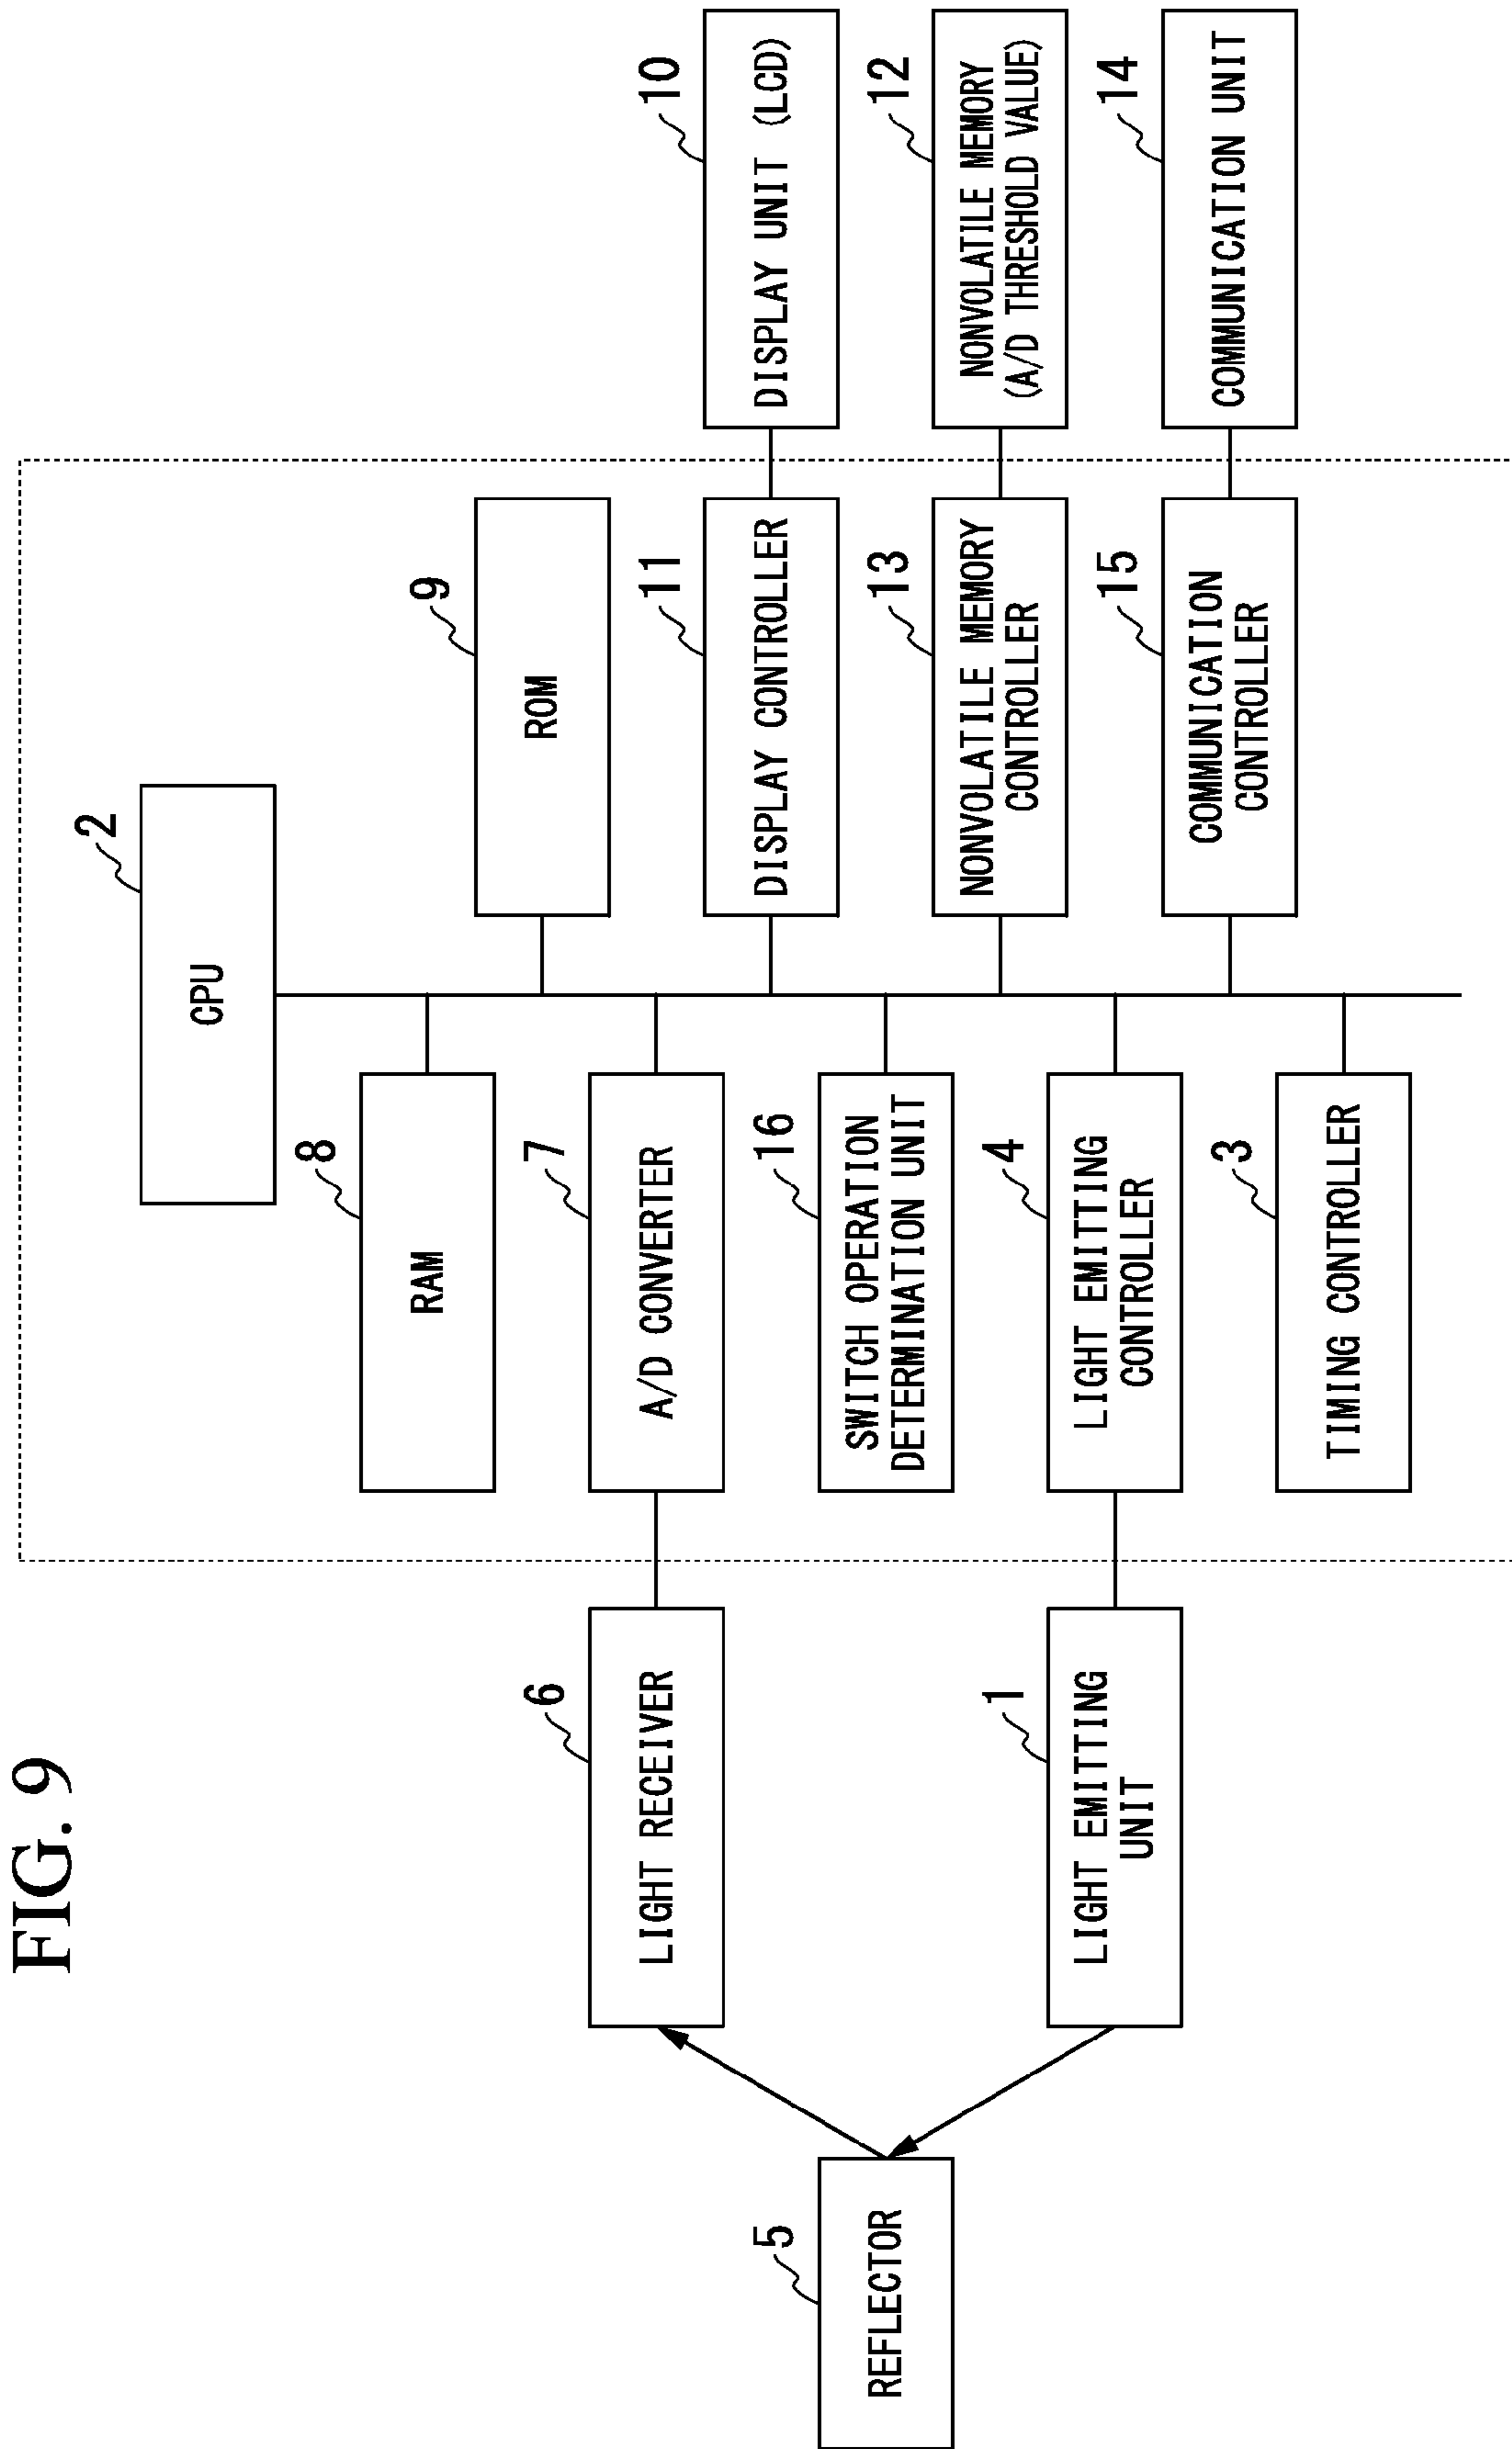 FIG. 9
2
CPU
8
RAM
9
ROM
6
LIGHT RECEIVER
7
A/D CONVERTER
11
DISPLAY CONTROLLER
10
DISPLAY UNIT (LCD)
5
REFLECTOR
16
SWITCH OPERATION
DETERMINATION UNIT
13
NONVOLATILE MEMORY
CONTROLLER
12
NONVOLATILE MEMORY
(A/D THRESHOLD VALUE)
1
LIGHT EMITTING
UNIT
4
LIGHT EMITTING
CONTROLLER
15
COMMUNICATION
CONTROLLER
14
COMMUNICATION UNIT
3
TIMING CONTROLLER